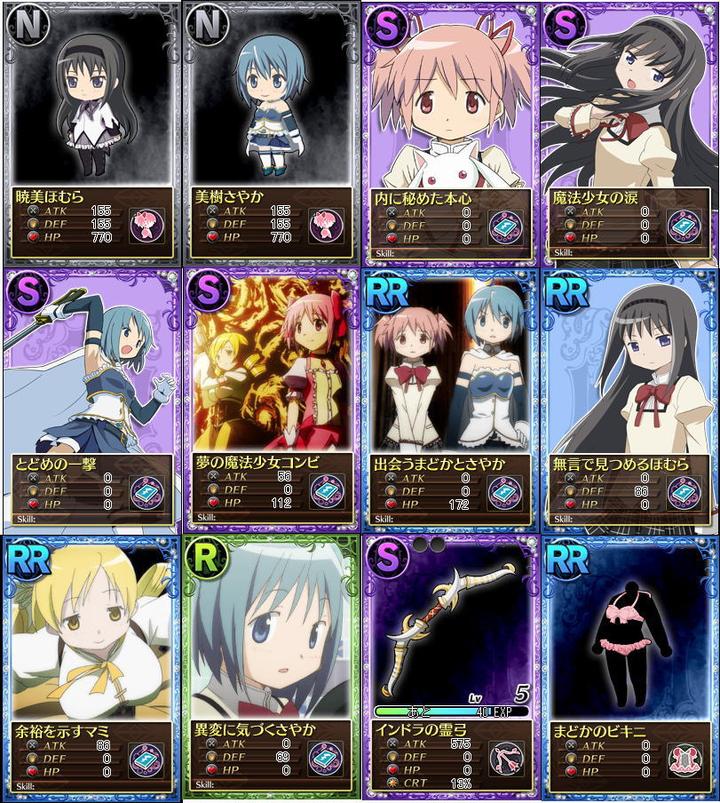 N
N
S
S
暁美ほむら
ATK 155
DEF 155
HP 770
美樹さやか
ATK 155
DEF 155
HP 770
内に秘めた本心
ATK 0
DEF 0
HP 0
Skill:
魔法少女の涙
ATK 0
DEF 0
HP 0
Skill:
S
S
RR
RR
とどめの一撃
ATK 0
DEF 0
HP 0
Skill:
夢の魔法少女コンビ
ATK 56
DEF 0
HP 112
Skill:
出会うまどかとさやか
ATK 0
DEF 0
HP 172
Skill:
無言で見つめるほむら
ATK 0
DEF 86
HP 0
Skill:
RR
R
S
RR
余裕を示すマミ
ATK 86
DEF 0
HP 0
Skill:
異変に気づくさやか
ATK 0
DEF 69
HP 0
Skill:
Lv 5
あと 40 EXP
インドラの霊弓
ATK 575
DEF 0
HP 0
CRT 13%
まどかのビキニ
ATK 0
DEF 0
HP 0